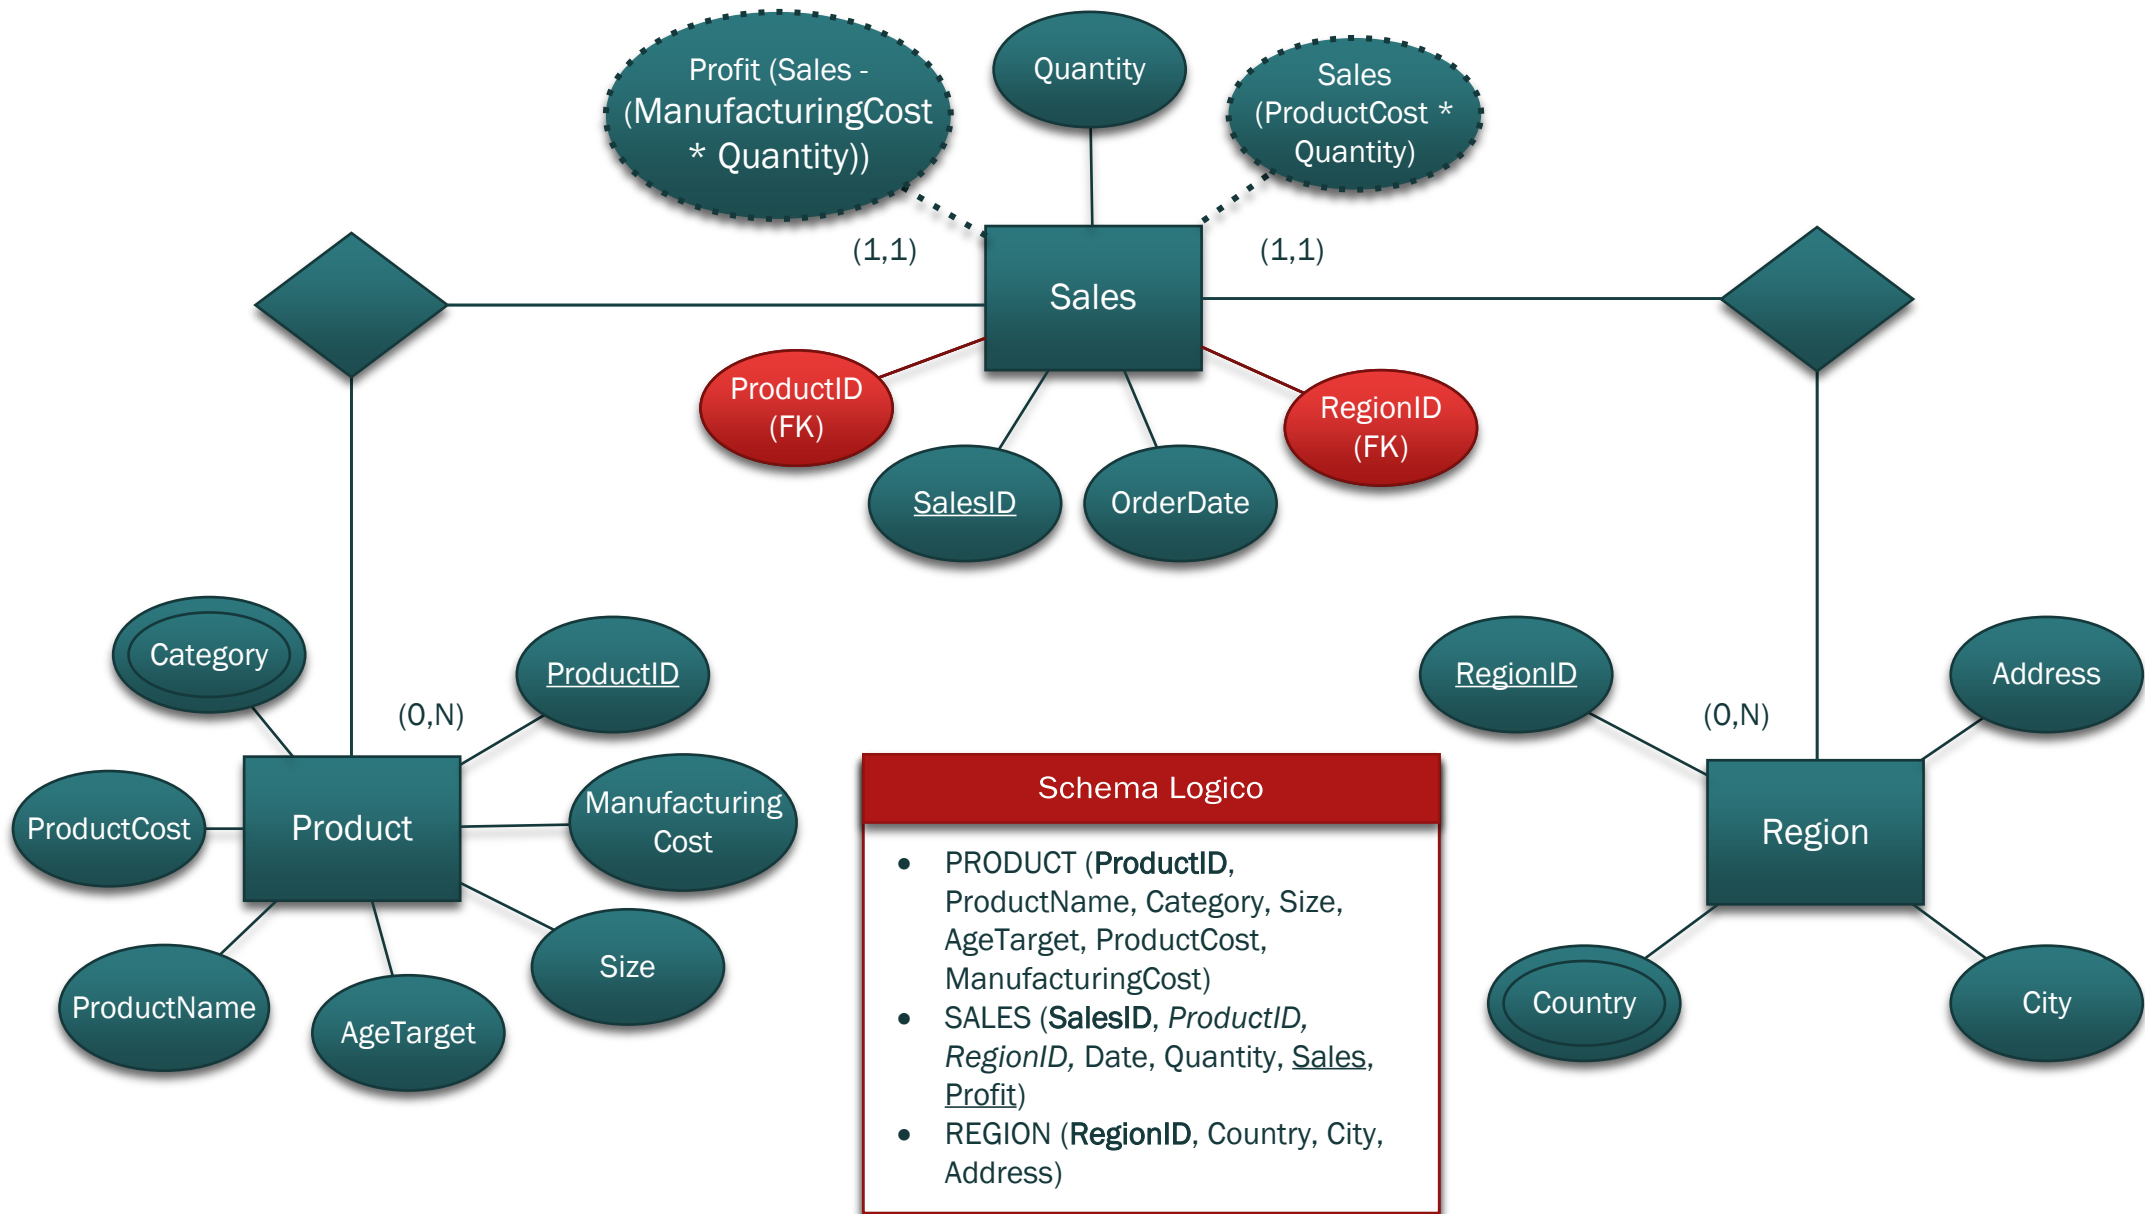 Profit (Sales -
(ManufacturingCost
* Quantity))
Quantity
Sales
(ProductCost *
Quantity)
(1,1)
(1,1)
Sales
ProductID
(FK)
RegionID
(FK)
SalesID
OrderDate
Category
ProductID
(0,N)
ProductCost
Product
Manufacturing
Cost
ProductName
AgeTarget
Size
RegionID
Address
(0,N)
Region
Country
City
Schema Logico
• PRODUCT (ProductID,
ProductName, Category, Size,
AgeTarget, ProductCost,
ManufacturingCost)
• SALES (SalesID, ProductID,
RegionID, Date, Quantity, Sales,
Profit)
• REGION (RegionID, Country, City,
Address)